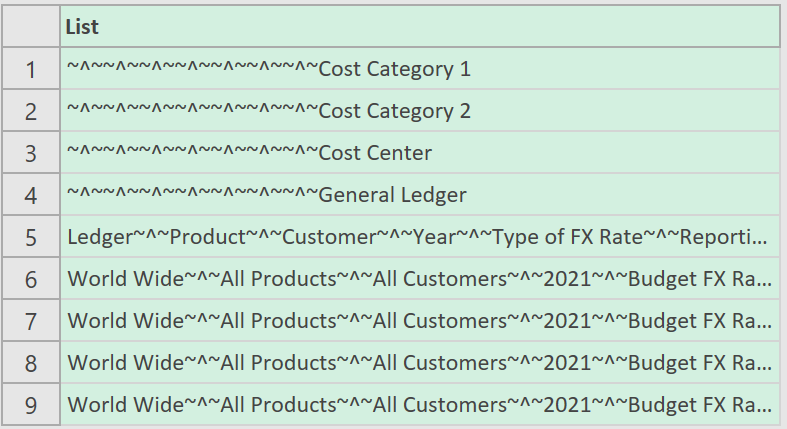 List
1 ~^~~^~~^~~^~~^~~^~~^~Cost Category 1
2 ~^~~^~~^~~^~~^~~^~~^~Cost Category 2
3 ~^~~^~~^~~^~~^~~^~~^~Cost Center
4 ~^~~^~~^~~^~~^~~^~~^~General Ledger
5 Ledger~^~Product~^~Customer~^~Year~^~Type of FX Rate~^~Reporti...
6 World Wide~^~All Products~^~All Customers~^~2021~^~Budget FX Ra...
7 World Wide~^~All Products~^~All Customers~^~2021~^~Budget FX Ra...
8 World Wide~^~All Products~^~All Customers~^~2021~^~Budget FX Ra...
9 World Wide~^~All Products~^~All Customers~^~2021~^~Budget FX Ra...